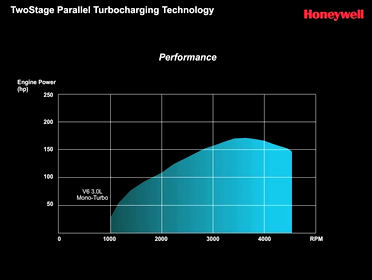 TwoStage Parallel Turbocharging Technology
Honeywell
Performance
Engine Power
(hp)
250
200
150
100
50
V6 3.0L
Mono-Turbo
0 1000 2000 3000 4000 RPM